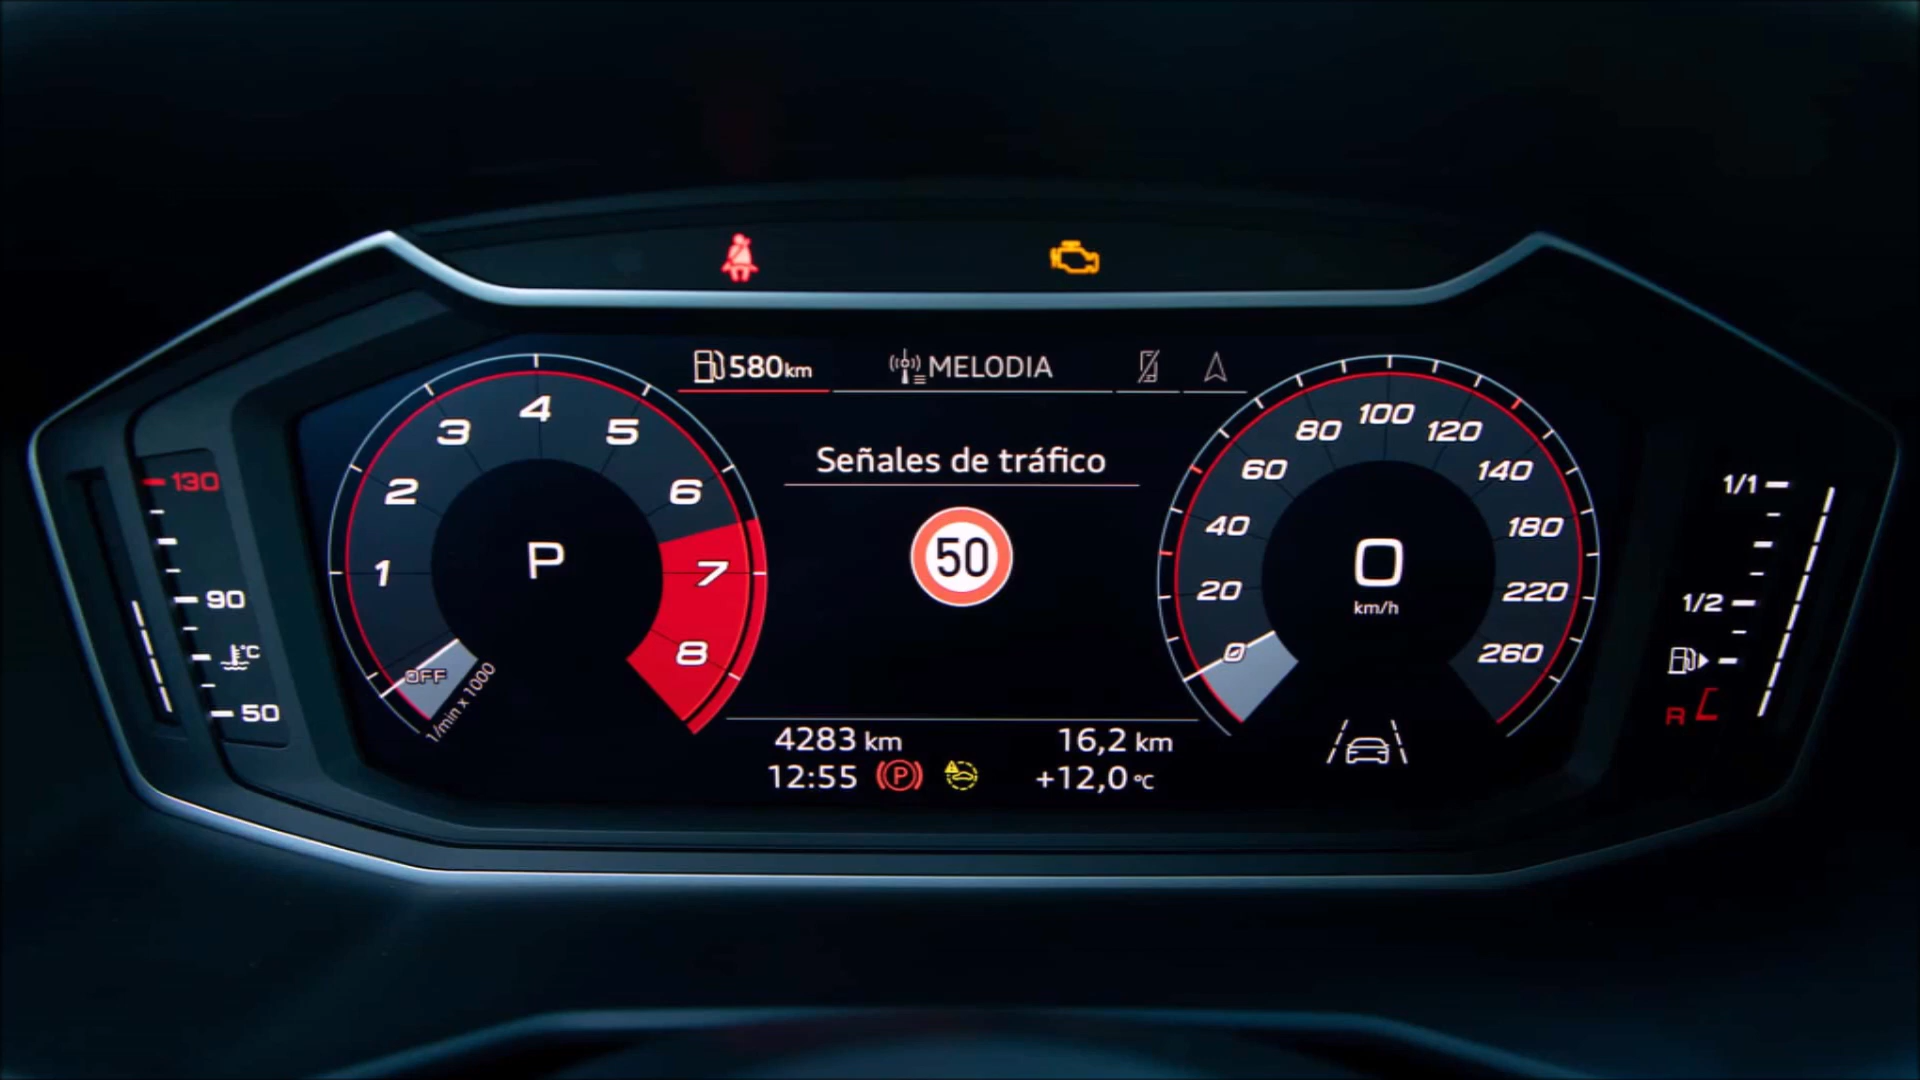 580 km
MELODIA
Señales de tráfico
50
1
2
3
4
5
6
7
8
OFF
1/min x 1000
P
0
20
40
60
80
100
120
140
180
220
260
0
km/h
130
90
°C
50
1/1
1/2
R
4283 km
16,2 km
12:55
P
+12,0 °C